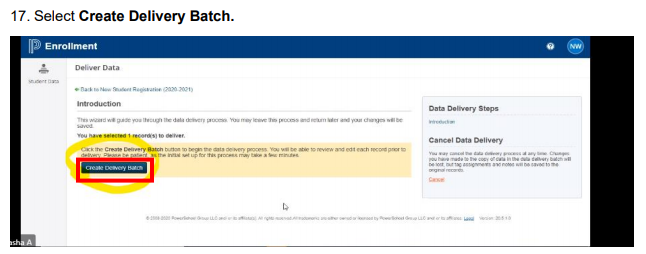 17. Select Create Delivery Batch.
Enrollment
?
NW
Student Data
Deliver Data
Back to New Student Registration (2020-2021)
Introduction
This wizard will guide you through the data delivery process. You may leave this process and return later and your changes will be
saved.
You have selected 1 record(s) to deliver.
Click the Create Delivery Batch button to begin the data delivery process. You will be able to review and edit each record prior to
delivery. Please be patient, as the initial set up for this process may take a few minutes.
Create Delivery Batch
Data Delivery Steps
Introduction
Cancel Data Delivery
You may cancel the data delivery process at any time. Changes
you have made to the copy of data in the data delivery batch will
be lost, but tag assignments and notes will be saved to the
original records.
Cancel
© 2005-2020 PowerSchool Group LLC and/or its affiliate(s). All rights reserved. All trademarks are either owned or licensed by PowerSchool Group LLC and/or its affiliates. Legal Version:
asha A